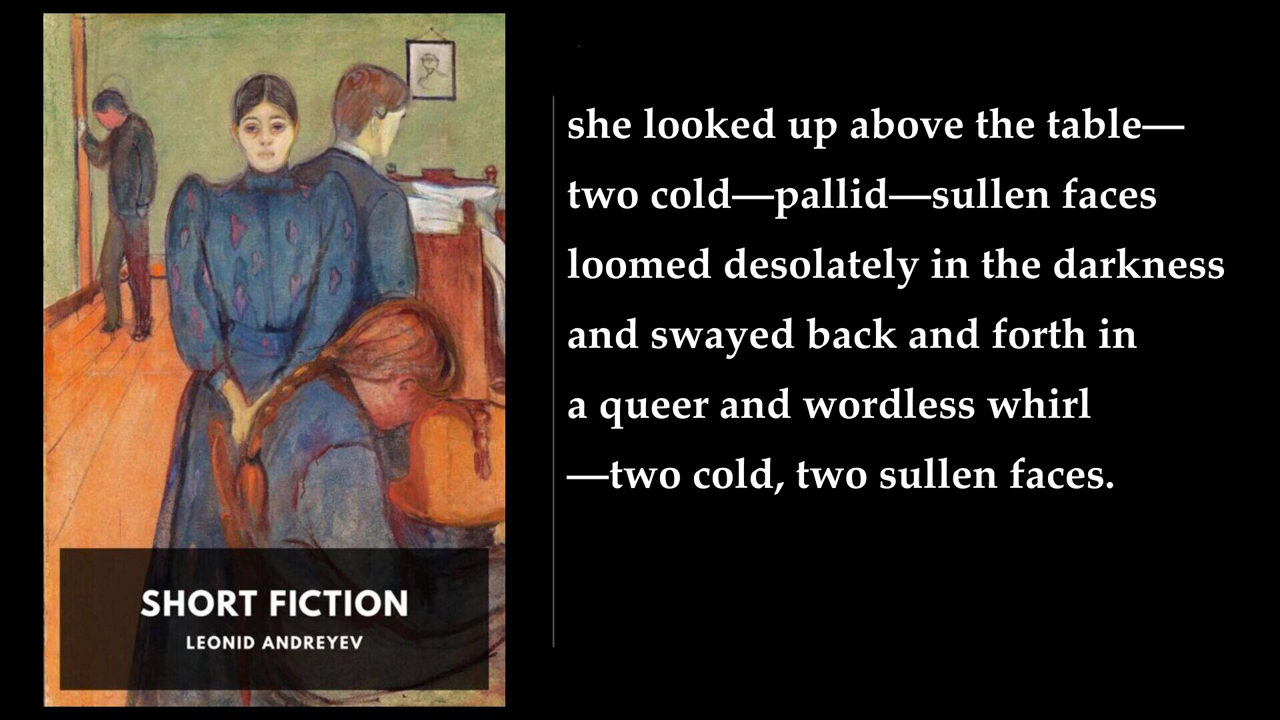 she looked up above the table—
two cold—pallid—sullen faces
loomed desolately in the darkness
and swayed back and forth in
a queer and wordless whirl
—two cold, two sullen faces.
SHORT FICTION
LEONID ANDREYEV